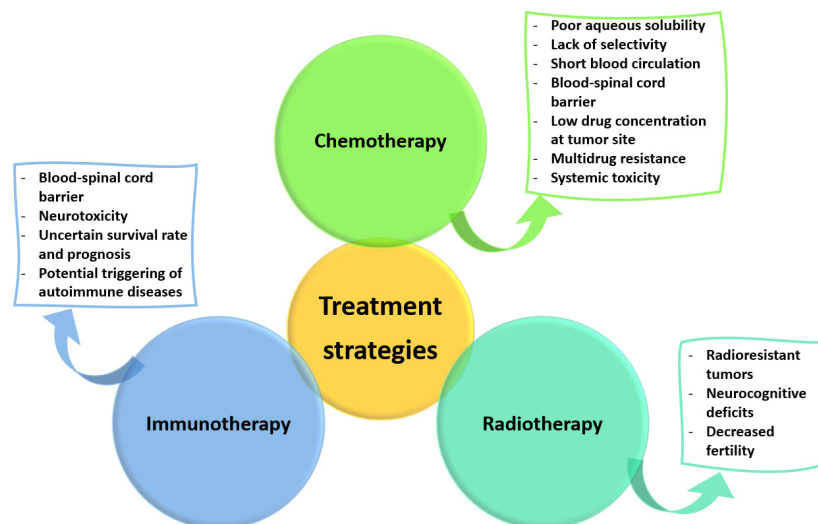 - Poor aqueous solubility
- Lack of selectivity
- Short blood circulation
- Blood-spinal cord
barrier
- Low drug concentration
at tumor site
- Multidrug resistance
- Systemic toxicity
Chemotherapy
- Blood-spinal cord
barrier
- Neurotoxicity
- Uncertain survival rate
and prognosis
- Potential triggering of
autoimmune diseases
Treatment
strategies
Immunotherapy
Radiotherapy
- Radioresistant
tumors
- Neurocognitive
deficits
- Decreased
fertility